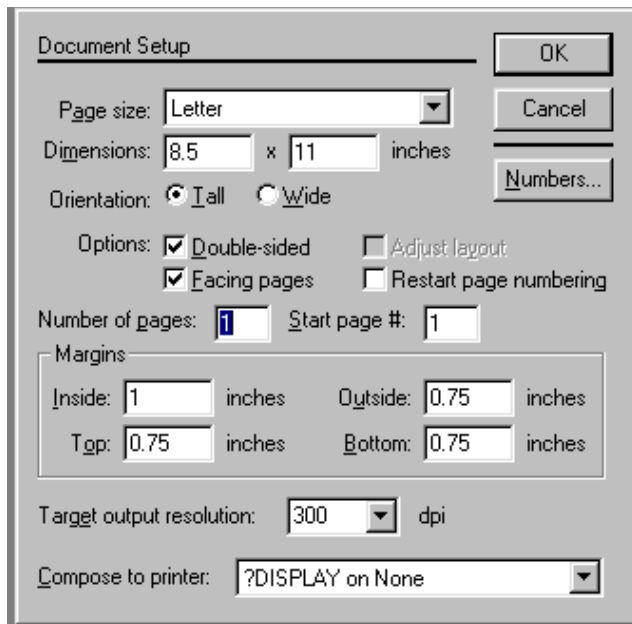 Document Setup
OK
Page size: Letter
Cancel
Dimensions: 8.5 x 11 inches
Numbers...
Orientation: Tall Wide
Options: Double-sided Adjust layout
Facing pages Restart page numbering
Number of pages: 1 Start page #: 1
Margins
Inside: 1 inches Outside: 0.75 inches
Top: 0.75 inches Bottom: 0.75 inches
Target output resolution: 300 dpi
Compose to printer: ?DISPLAY on None